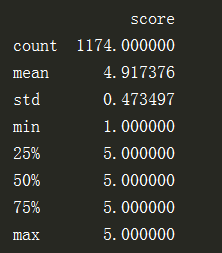 score
count 1174.000000
mean 4.917376
std 0.473497
min 1.000000
25% 5.000000
50% 5.000000
75% 5.000000
max 5.000000